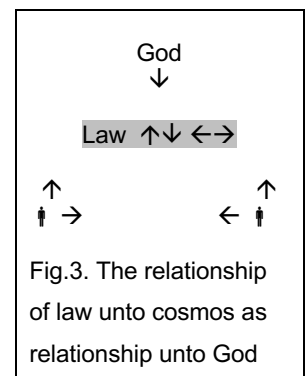 God
↓
Law ↑↓ ←→
↑ ↑
→ ←
Fig.3. The relationship
of law unto cosmos as
relationship unto God